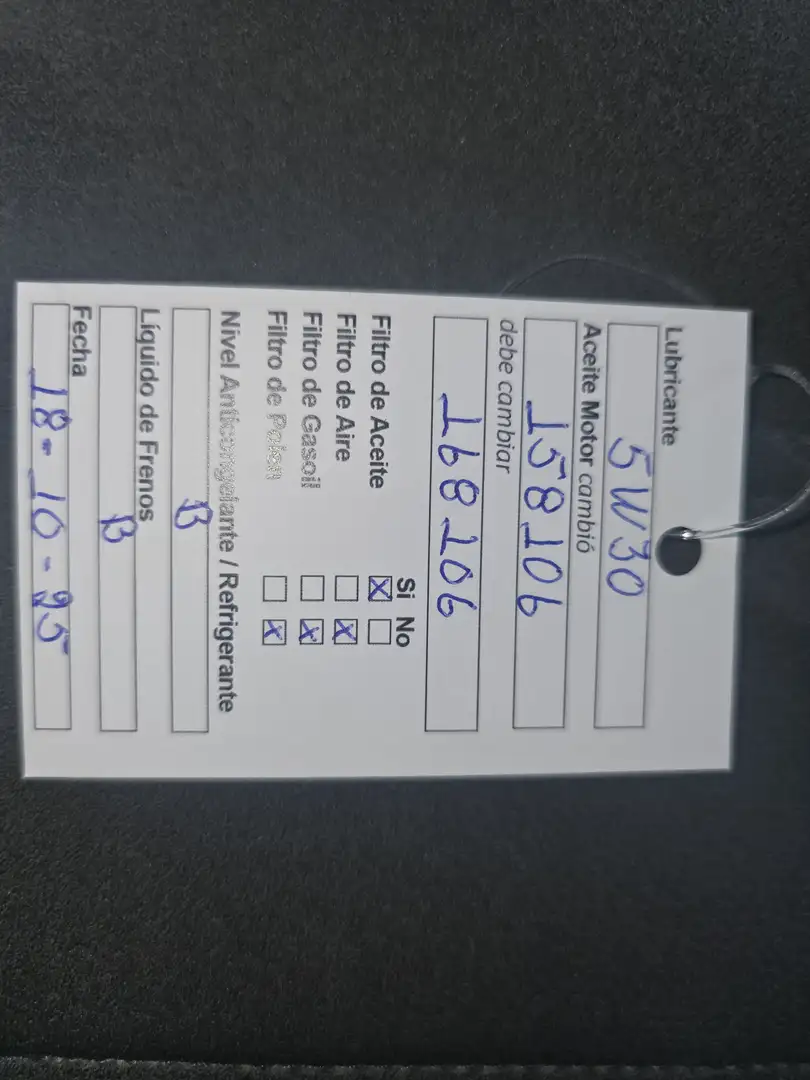 Lubricante
5W30
Aceite Motor cambió
158106
debe cambiar
168106
Si No
Filtro de Aceite X
Filtro de Aire X
Filtro de Gasoil X
Filtro de Polen X
Nivel Anticongelante / Refrigerante
B
Líquido de Frenos
B
Fecha
18-10-95